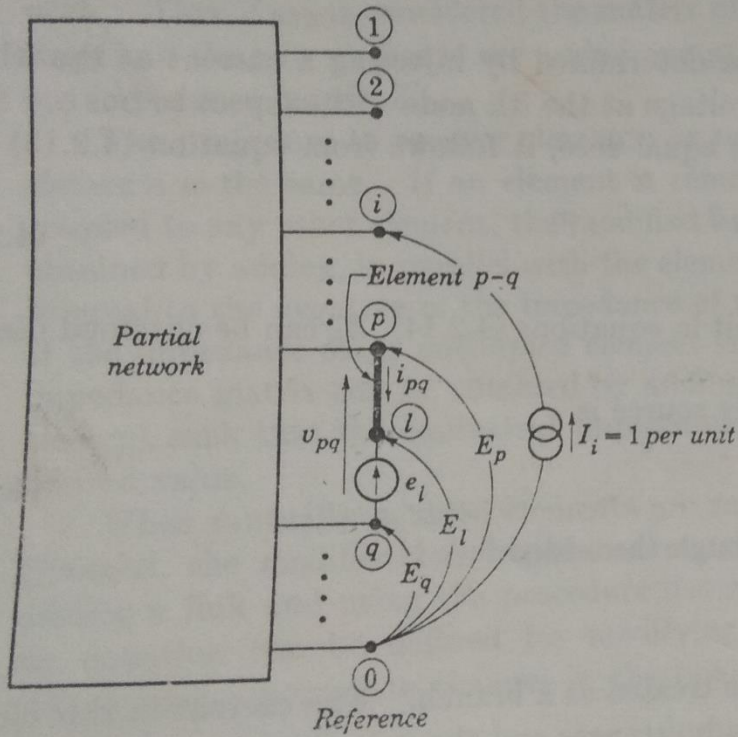 1
2
i
Element p-q
p
Partial
network
i_pq
l
v_pq
E_p
I_i = 1 per unit
e_l
E_l
q
E_q
0
Reference